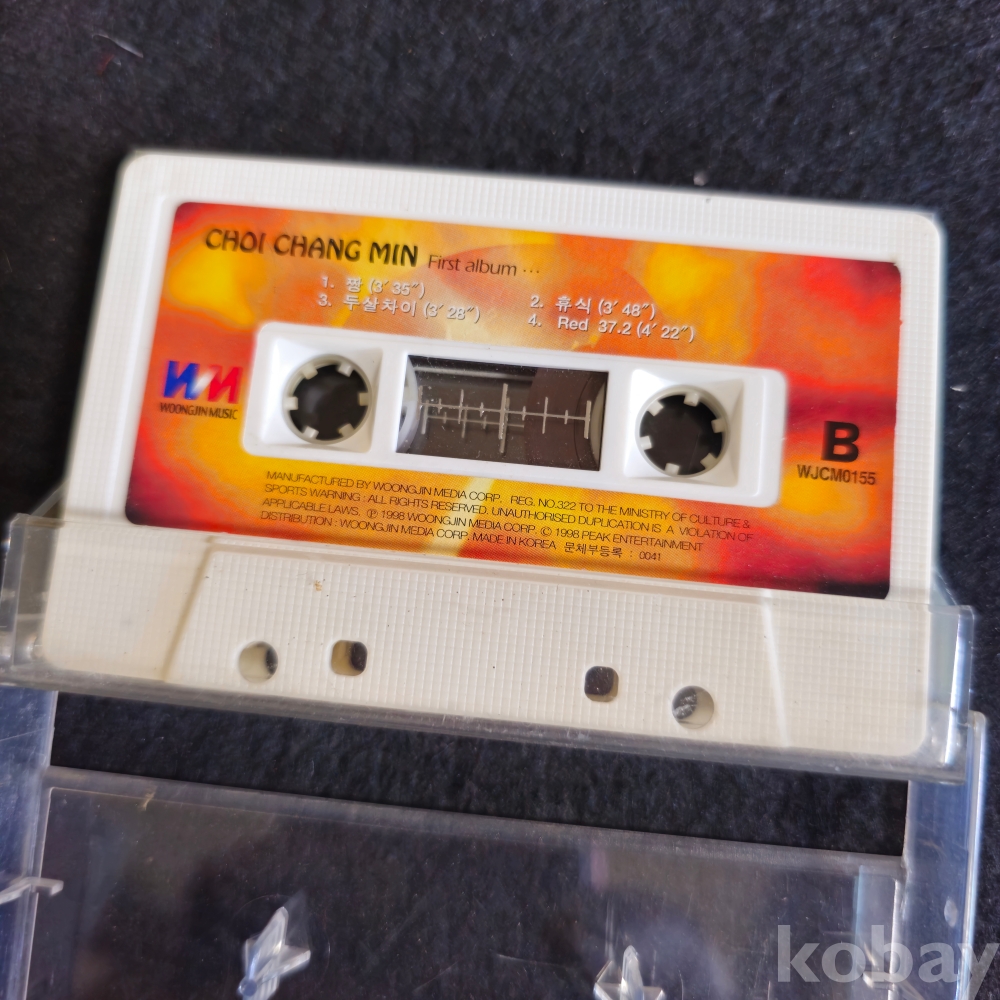 CHOI CHANG MIN First album ...
1. 짱 (3′ 35″)
2. 휴식 (3′ 48″)
3. 두살차이 (3′ 28″)
4. Red 37.2 (4′ 22″)
WM
WOONGJIN MUSIC
B
WJCM0155
MANUFACTURED BY WOONGJIN MEDIA CORP. REG. NO.322 TO THE MINISTRY OF CULTURE &
SPORTS WARNING : ALL RIGHTS RESERVED. UNAUTHORISED DUPLICATION IS A VIOLATION OF
APPLICABLE LAWS. ℗ 1998 WOONGJIN MEDIA CORP. © 1998 PEAK ENTERTAINMENT
DISTRIBUTION : WOONGJIN MEDIA CORP. MADE IN KOREA 문체부등록 : 0041
kobay